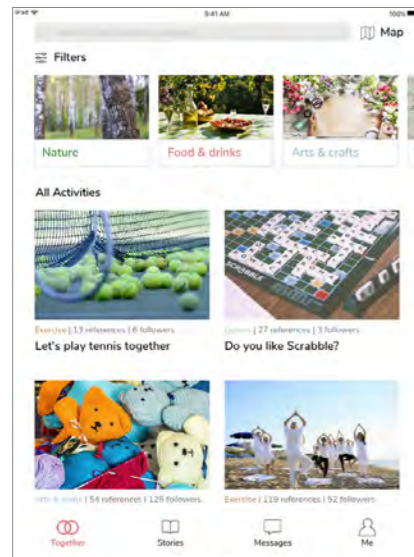 iPad
9:41 AM
100%
Map
Filters
Nature
Food & drinks
Arts & crafts
All Activities
SCRABBLE
Exercise | 13 references | 6 followers
Games | 27 references | 3 followers
Let's play tennis together
Do you like Scrabble?
Arts & crafts | 54 references | 125 followers
Exercise | 119 references | 52 followers
Together
Stories
Messages
Me